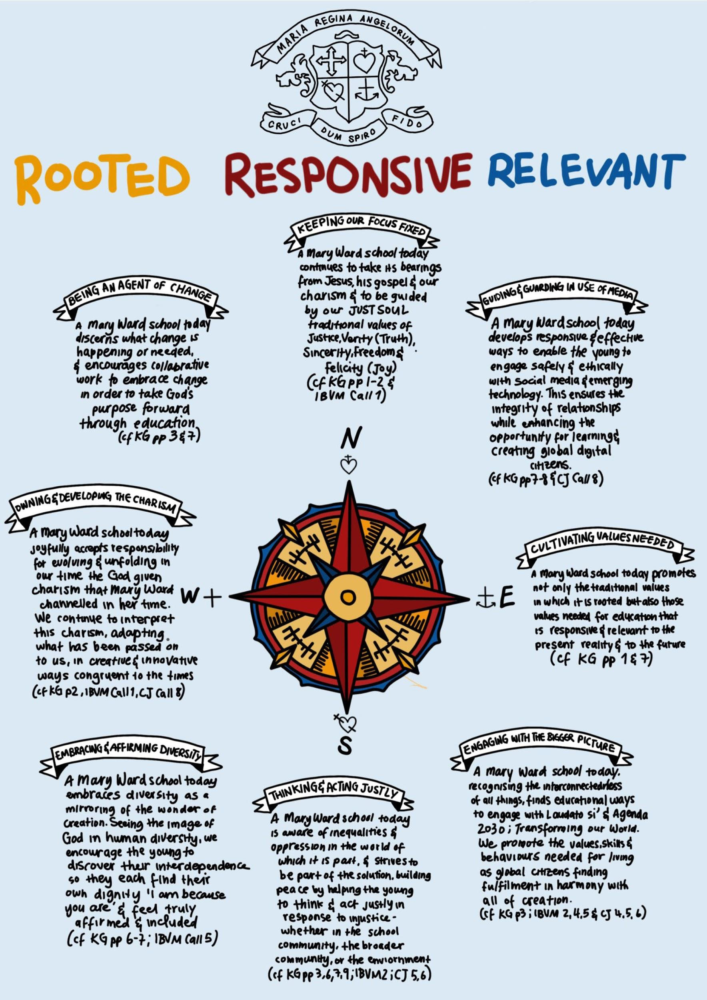 MARIA REGINA ANGELORUM
CRUCI DUM SPIRO FIDO
ROOTED RESPONSIVE RELEVANT
KEEPING OUR FOCUS FIXED
A Mary Ward school today
continues to take its bearings
from Jesus, his gospel & our
charism & to be guided
by our JUST SOUL
traditional values of
Justice, Verity (Truth),
Sincerity, Freedom &
Felicity (Joy)
(cf KG pp 1-2 &
IBVM Call 1)
BEING AN AGENT OF CHANGE
A Mary Ward school today
discerns what change is
happening or needed,
& encourages collabrative
work to embrace change
in order to take God's
purpose forward
through education
(cf KG pp 3 & 7)
GUIDING & GUARDING IN USE OF MEDIA
A Mary Ward school today
develops responsive & effective
ways to enable the young to
engage safely & ethically
with social media & emerging
technology. This ensures the
integrity of relationships
while enhancing the
opportunity for learning &
creating global digital
citizens.
(cf KG pp 7-8 & CJ Call 8)
N
OWNING & DEVELOPING THE CHARISM
A Mary Ward school today
joyfully accepts responsibility
for evolving & unfolding in
our time the God given
charism that Mary Ward
channelled in her time.
We continue to interpret
this charism, adapting
what has been passed on
to us, in creative & innovative
ways congruent to the times
(cf KG p2, IBVM Call 1, CJ Call 8)
W
E
CULTIVATING VALUES NEEDED
A Mary Ward school today promotes
not only the traditional values
in which it is rooted but also those
values needed for education that
is responsive & relevant to the
present reality & to the future
(cf KG pp 1 & 7)
S
EMBRACING & AFFIRMING DIVERSITY
A Mary Ward school today
embraces diversity as a
mirroring of the wonder of
creation. Seeing the image of
God in human diversity, we
encourage the young to
discover their interdependence
so they each find their
own dignity 'I am because
you are' & feel truly
affirmed & included
(cf KG pp 6-7; IBVM Call 5)
THINKING & ACTING JUSTLY
A Mary Ward school today
is aware of inequalities &
oppression in the world of
which it is part, & strives to
be part of the solution, building
peace by helping the young
to think & act justly in
response to injustice -
whether in the school
community, the broader
community, or the enviornment
(cf KG pp 3,6,7,9; IBVM 2; CJ 5,6)
ENGAGING WITH THE BIGGER PICTURE
A Mary Ward school today.
recognising the interconnectedness
of all things, finds educational ways
to engage with Laudato si' & Agenda
2030; Transforming our World.
We promote the values, skills &
behaviours needed for living
as global citizens finding
fulfilment in harmony with
all of creation.
(cf KG p3; IBVM 2,4,5 & CJ 4,5,6)